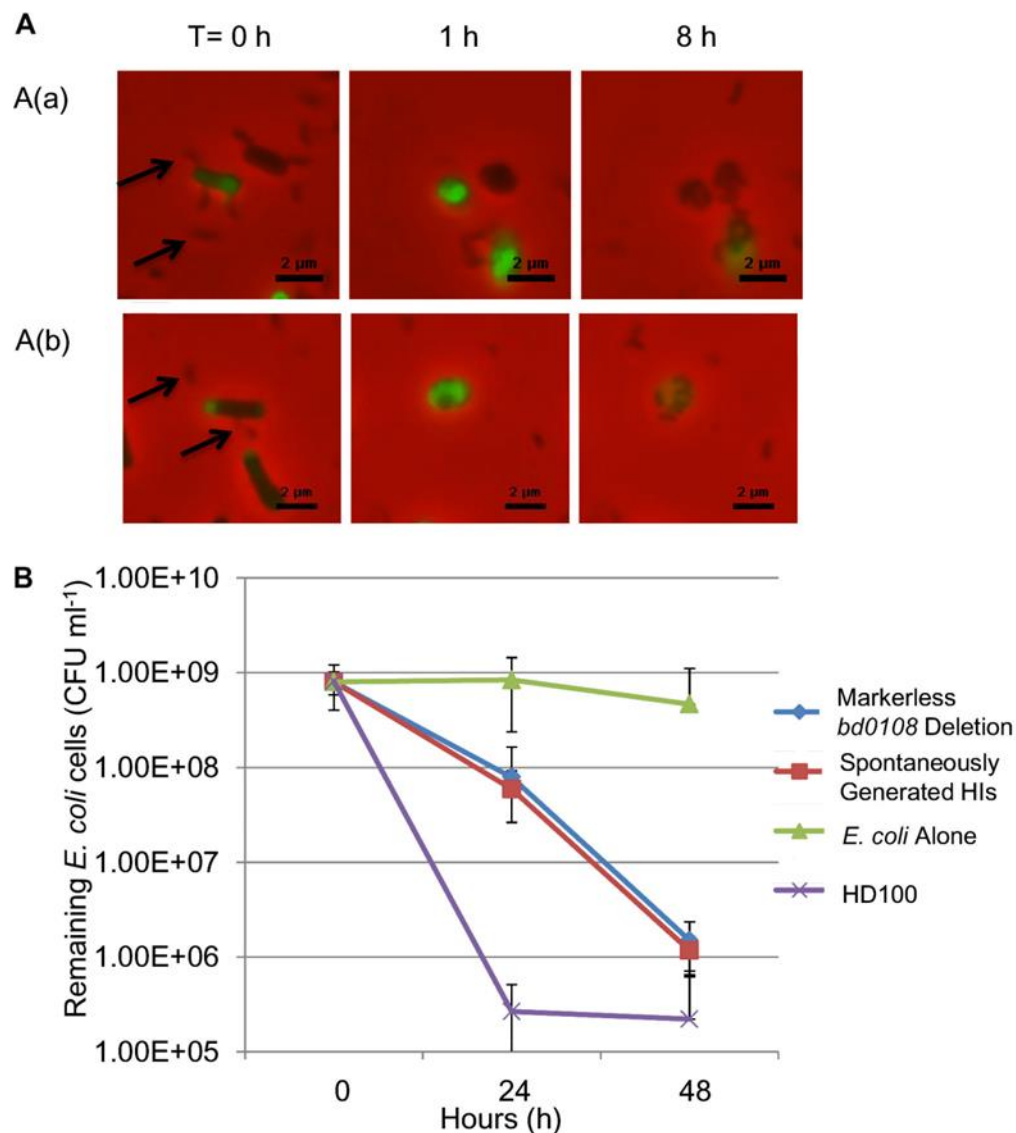 A
T= 0 h 1 h 8 h
A(a)
2 µm 2 µm 2 µm
A(b)
2 µm 2 µm 2 µm
B
Remaining E. coli cells (CFU ml-1)
1.00E+10
1.00E+09
1.00E+08
1.00E+07
1.00E+06
1.00E+05
0 24 48
Hours (h)
Markerless
bd0108 Deletion
Spontaneously
Generated HIs
E. coli Alone
HD100